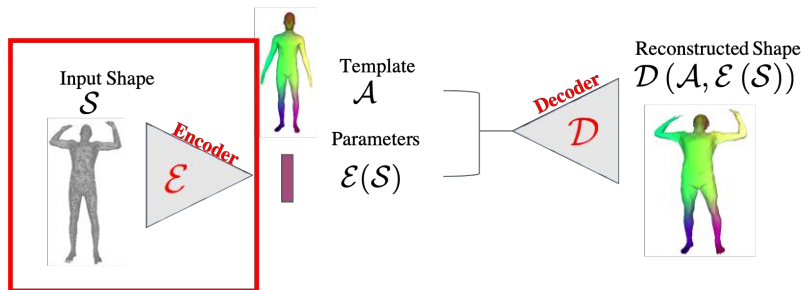 Input Shape
𝒮
Encoder
ℰ
Template
𝒜
Parameters
ℰ(𝒮)
Decoder
𝒟
Reconstructed Shape
𝒟(𝒜, ℰ(𝒮))